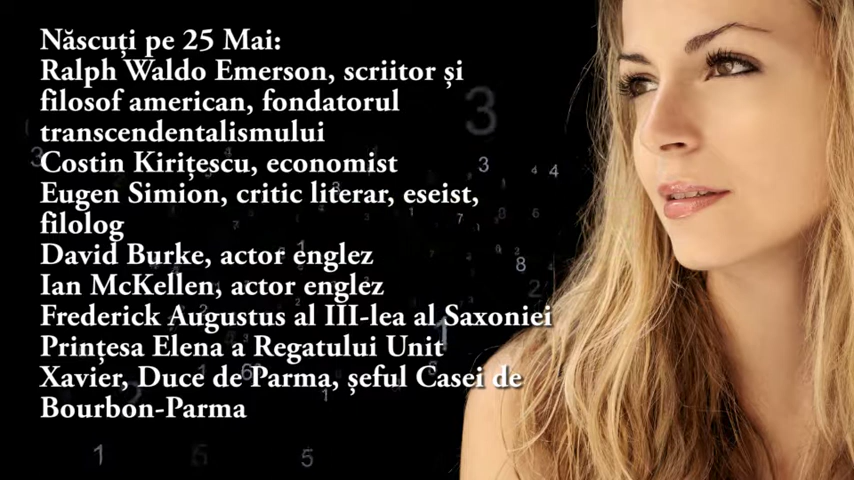 Născuți pe 25 Mai:
Ralph Waldo Emerson, scriitor și
filosof american, fondatorul
transcendentalismului
Costin Kirițescu, economist
Eugen Simion, critic literar, eseist,
filolog
David Burke, actor englez
Ian McKellen, actor englez
Frederick Augustus al III-lea al Saxoniei
Prințesa Elena a Regatului Unit
Xavier, Duce de Parma, șeful Casei de
Bourbon-Parma